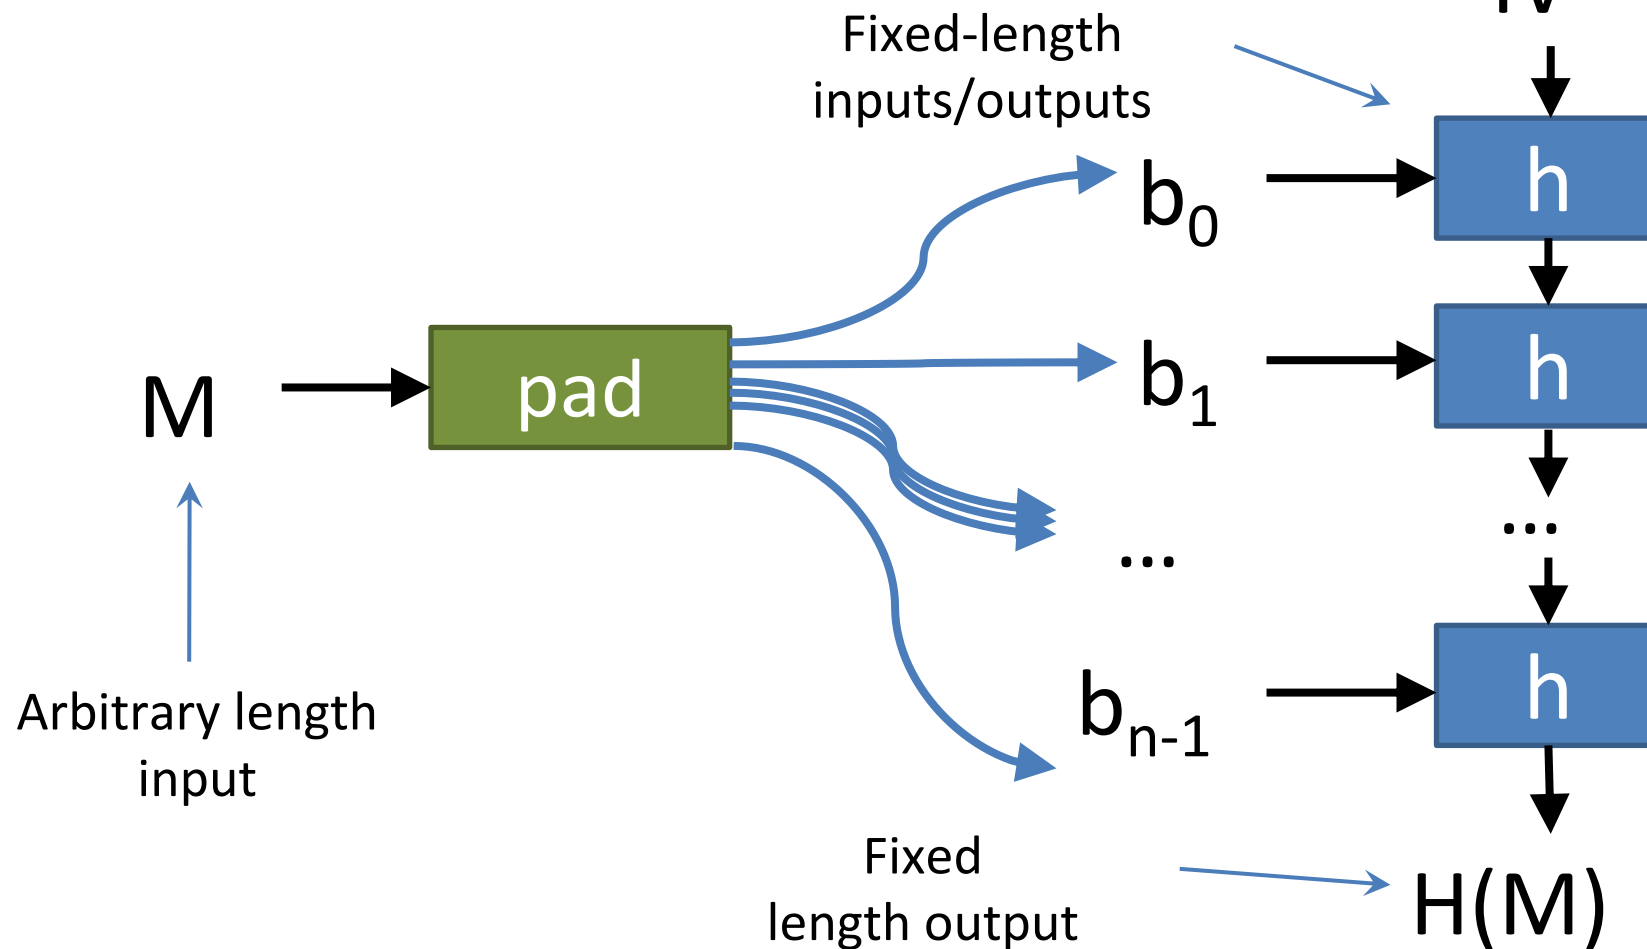 Fixed-length
inputs/outputs
b0
h
b1
h
M
pad
...
...
bn-1
h
Arbitrary length
input
Fixed
length output
H(M)